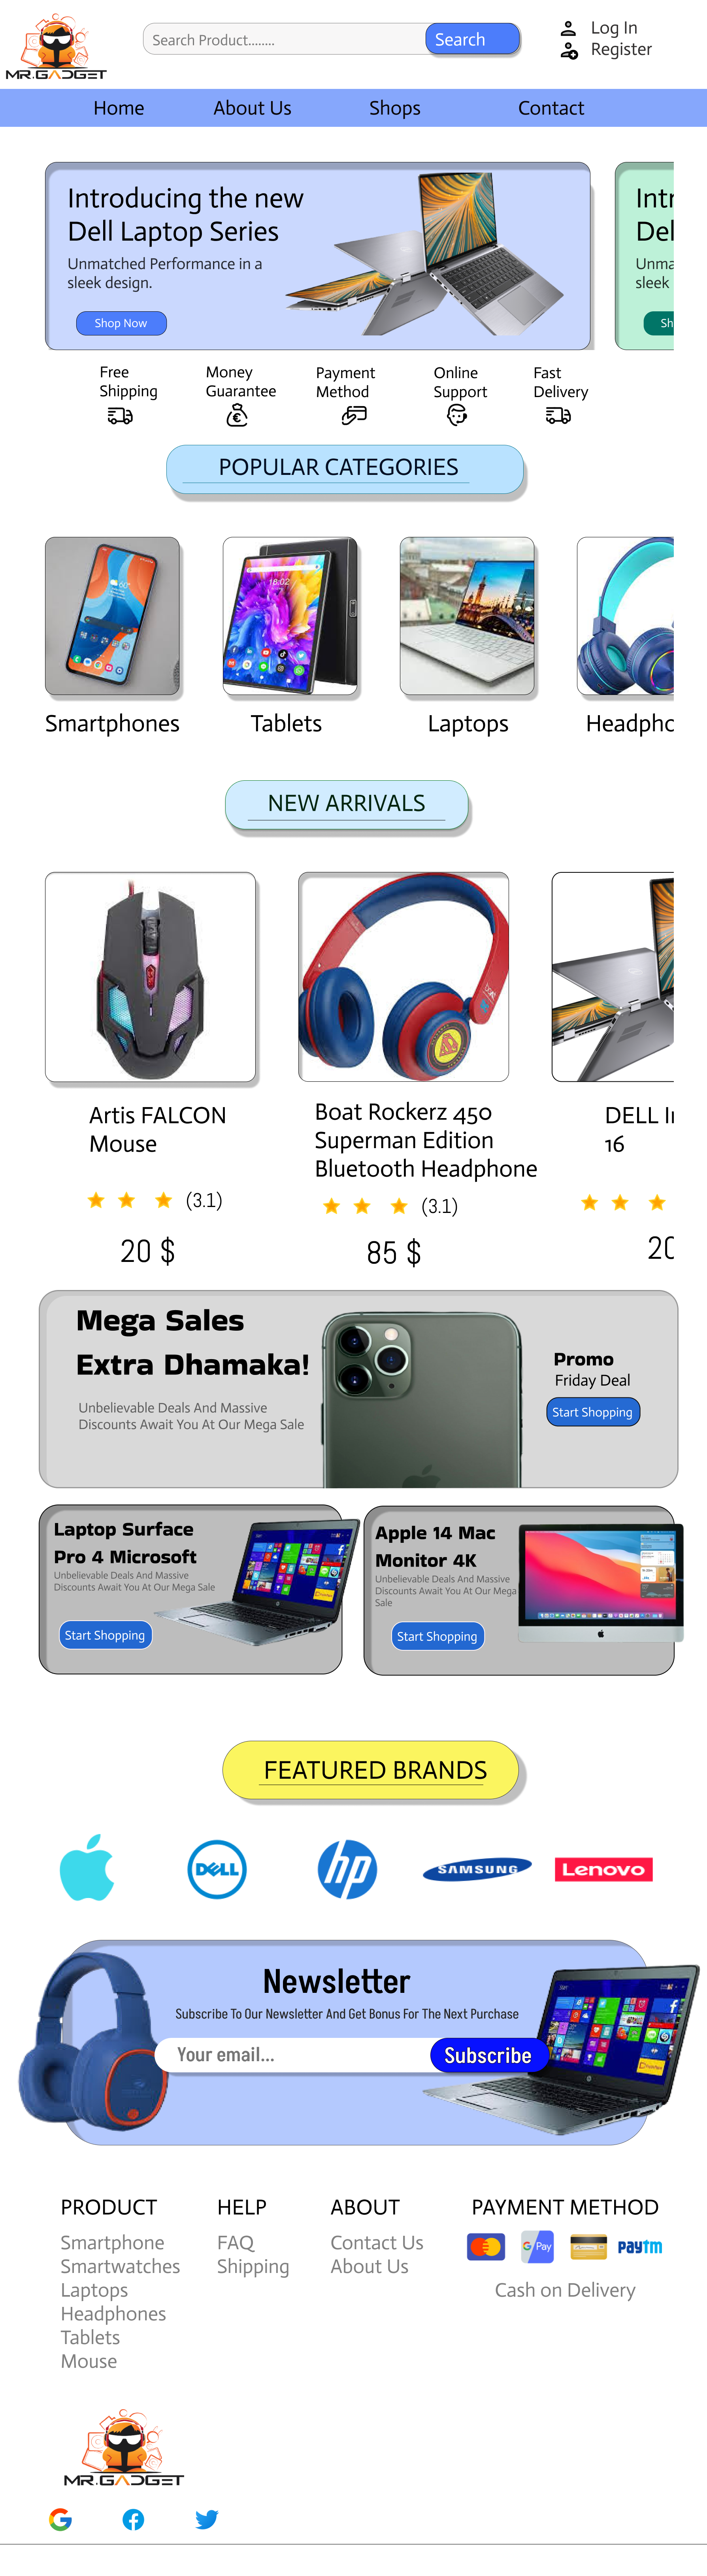 MR.GADGET
Search Product........
Search
Log In
Register
Home
About Us
Shops
Contact
Introducing the new
Dell Laptop Series
Unmatched Performance in a
sleek design.
Shop Now
Intr
Del
Unma
sleek
Sh
Free
Shipping
Money
Guarantee
Payment
Method
Online
Support
Fast
Delivery
POPULAR CATEGORIES
18:02
Smartphones
Tablets
Laptops
Headpho
NEW ARRIVALS
Artis FALCON
Mouse
(3.1)
20 $
Boat Rockerz 450
Superman Edition
Bluetooth Headphone
(3.1)
85 $
DELL I
16
20
Mega Sales
Extra Dhamaka!
Unbelievable Deals And Massive
Discounts Await You At Our Mega Sale
Promo
Friday Deal
Start Shopping
Laptop Surface
Pro 4 Microsoft
Unbelievable Deals And Massive
Discounts Await You At Our Mega Sale
Start Shopping
Apple 14 Mac
Monitor 4K
Unbelievable Deals And Massive
Discounts Await You At Our Mega
Sale
Start Shopping
FEATURED BRANDS
DELL
hp
SAMSUNG
Lenovo
Newsletter
Subscribe To Our Newsletter And Get Bonus For The Next Purchase
Your email...
Subscribe
PRODUCT
Smartphone
Smartwatches
Laptops
Headphones
Tablets
Mouse
HELP
FAQ
Shipping
ABOUT
Contact Us
About Us
PAYMENT METHOD
G Pay
paytm
Cash on Delivery
MR.GADGET